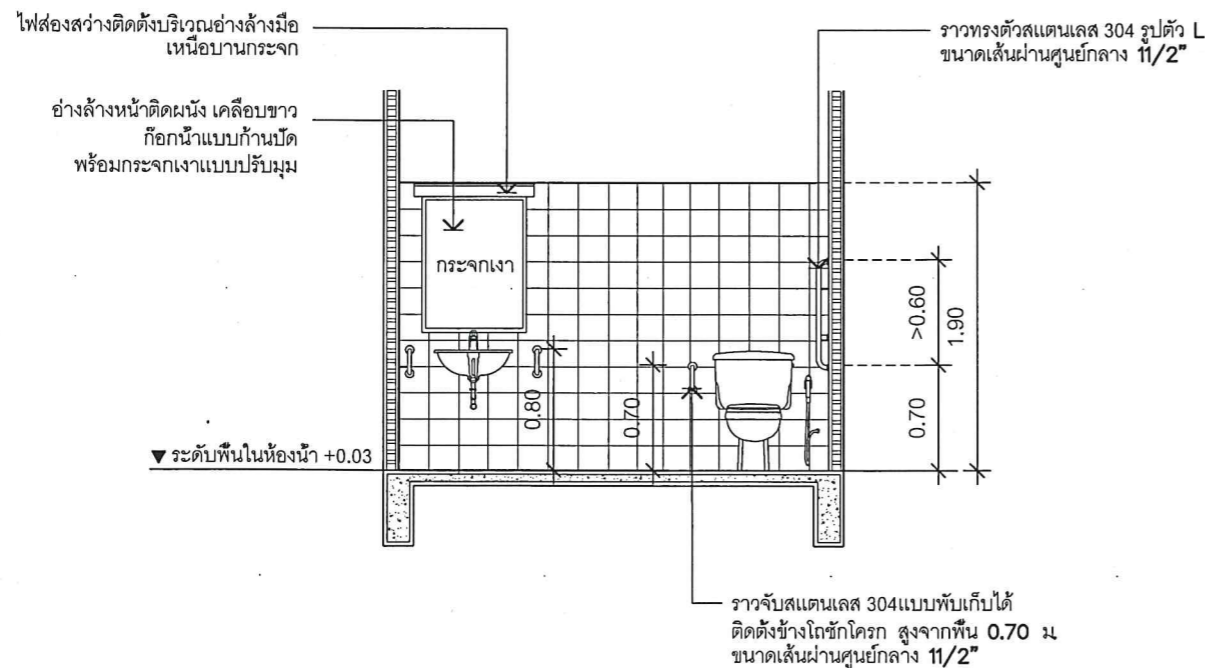 ไฟส่องสว่างติดตั้งบริเวณอ่างล้างมือ
เหนือบานกระจก
ราวทรงตัวสแตนเลส 304 รูปตัว L
ขนาดเส้นผ่านศูนย์กลาง 11/2"
อ่างล้างหน้าติดผนัง เคลือบขาว
ก๊อกน้ำแบบก้านปัด
พร้อมกระจกเงาแบบปรับมุม
กระจกเงา
>0.60
1.90
0.80
0.70
0.70
▼ ระดับพื้นในห้องน้ำ +0.03
ราวจับสแตนเลส 304แบบพับเก็บได้
ติดตั้งข้างโถชักโครก สูงจากพื้น 0.70 ม.
ขนาดเส้นผ่านศูนย์กลาง 11/2"